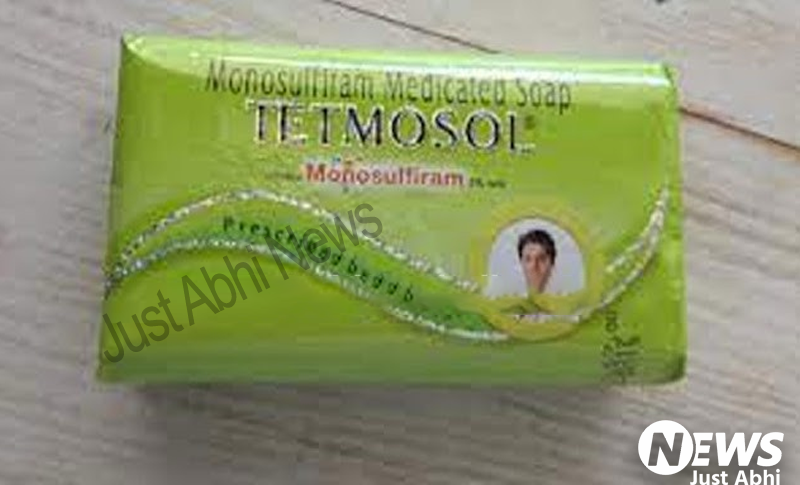 Monosulfiram Medicated Soap
TETMOSOL®
Monosulfiram
Just Abhi News
NEWS
Just Abhi